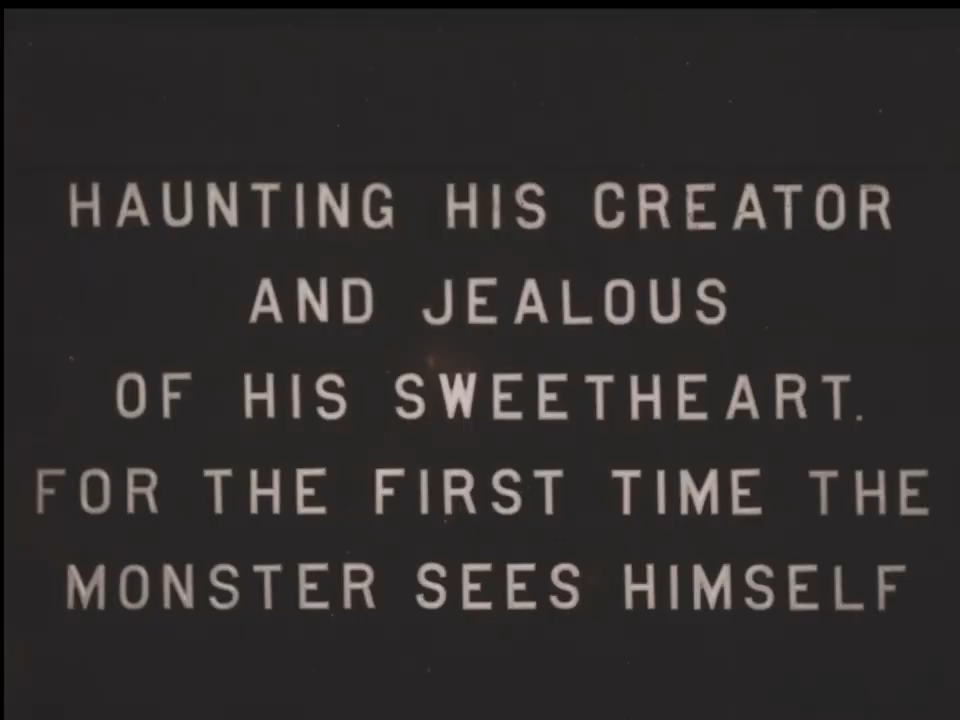 HAUNTING HIS CREATOR
AND JEALOUS
OF HIS SWEETHEART.
FOR THE FIRST TIME THE
MONSTER SEES HIMSELF